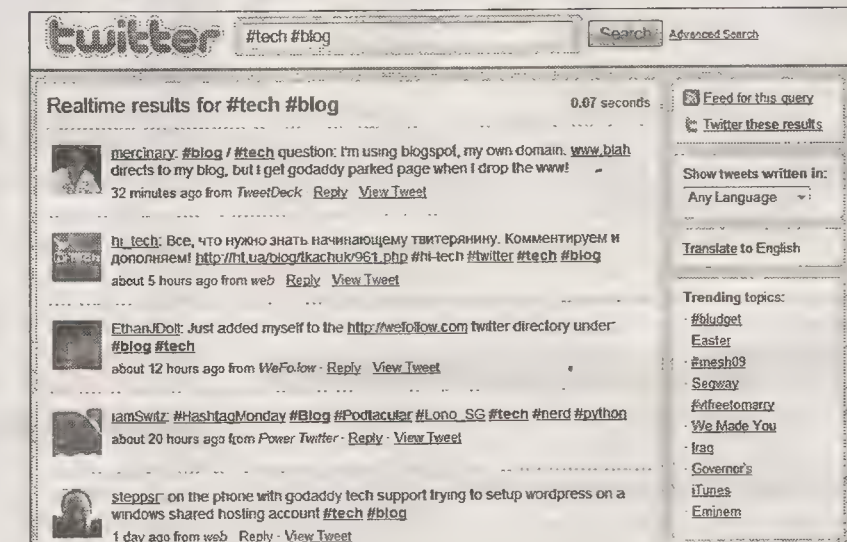 twitter
#tech #blog
Search
Advanced Search
Realtime results for #tech #blog
0.07 seconds
mercinary: #blog / #tech question: I'm using blogspot, my own domain. www.blah
directs to my blog, but I get godaddy parked page when I drop the www!
32 minutes ago from TweetDeck Reply View Tweet
hi_tech: Все, что нужно знать начинающему твитерянину. Комментируем и
дополняем! http://ht.ua/blog/tkachuk/961.php #hi-tech #twitter #tech #blog
about 5 hours ago from web Reply View Tweet
EthanJDolt: Just added myself to the http://wefollow.com twitter directory under
#blog #tech
about 12 hours ago from WeFollow · Reply View Tweet
iamSwitz: #HashtagMonday #Blog #Podtacular #Lono_SG #tech #nerd #python
about 20 hours ago from Power Twitter · Reply · View Tweet
steppsr on the phone with godaddy tech support trying to setup wordpress on a
windows shared hosting account #tech #blog
1 day ago from web Reply · View Tweet
Feed for this query
Twitter these results
Show tweets written in:
Any Language
Translate to English
Trending topics:
· #bludget
Easter
· #mesh09
· Segway
#vtfreetomarry
· We Made You
· Iraq
· Governor's
iTunes
· Eminem